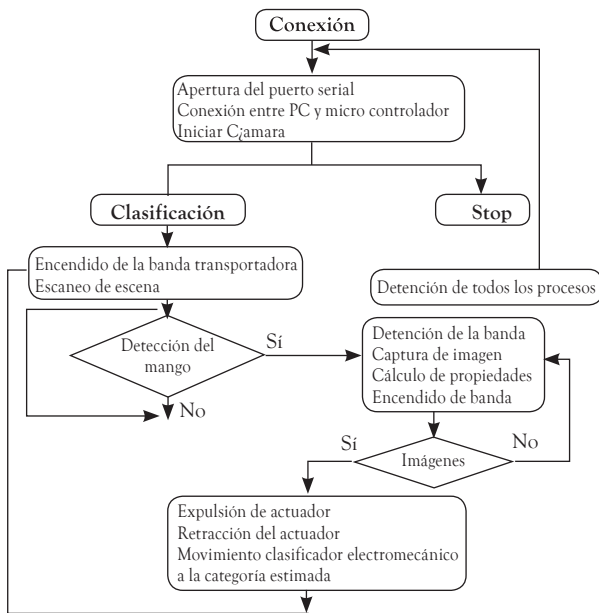 Conexión
Apertura del puerto serial
Conexión entre PC y micro controlador
Iniciar C¡amara
Clasificación
Stop
Encendido de la banda transportadora
Escaneo de escena
Detención de todos los procesos
Detección del
mango
Sí
No
Detención de la banda
Captura de imagen
Cálculo de propiedades
Encendido de banda
Sí
Imágenes
No
Expulsión de actuador
Retracción del actuador
Movimiento clasificador electromecánico
a la categoría estimada